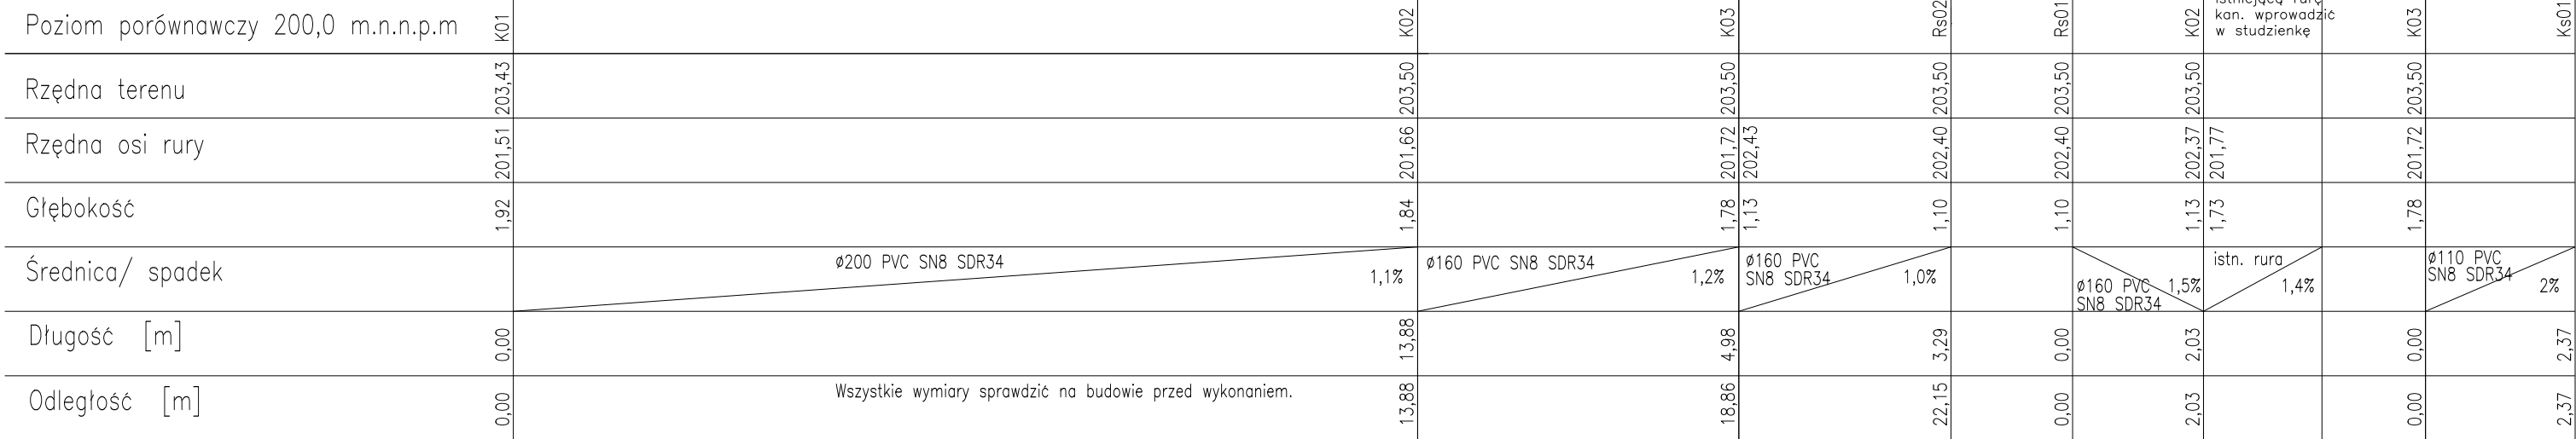 Poziom porównawczy 200,0 m.n.n.p.m K01 K02 K03 Rs02 Rs01 K02 K03 Ks01
kan. wprowadzić
w studzienkę
Rzędna terenu 203,43 203,50 203,50 203,50 203,50 203,50 203,50
Rzędna osi rury 201,51 201,66 201,72 202,43 202,40 202,40 202,37 201,77 201,72
Głębokość 1,92 1,84 1,78 1,13 1,10 1,10 1,13 1,73 1,78
Średnica/ spadek
ø200 PVC SN8 SDR34
1,1%
ø160 PVC SN8 SDR34
1,2%
ø160 PVC
SN8 SDR34
1,0%
ø160 PVC 1,5%
SN8 SDR34
istn. rura
1,4%
ø110 PVC
SN8 SDR34
2%
Długość [m] 0,00 13,88 4,98 3,29 0,00 2,03 0,00 2,37
Odległość [m] 0,00 13,88 18,86 22,15 0,00 2,03 0,00 2,37
Wszystkie wymiary sprawdzić na budowie przed wykonaniem.